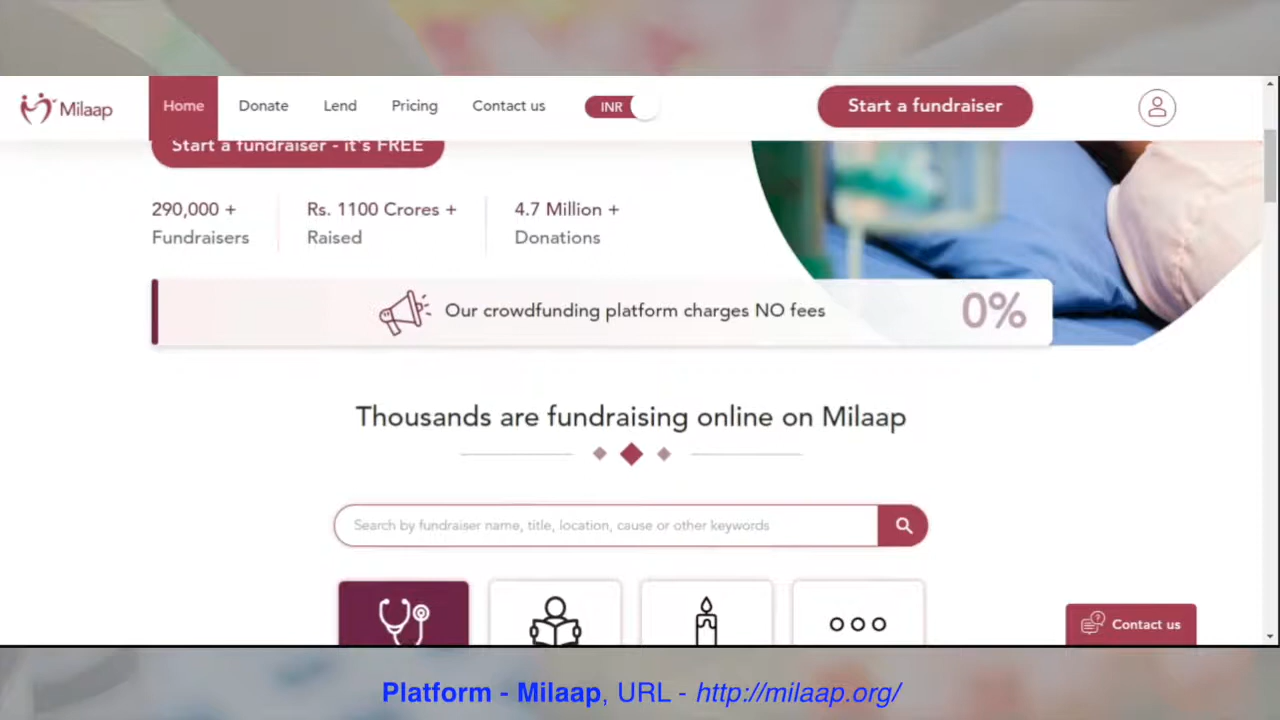 Milaap
Home Donate Lend Pricing Contact us INR Start a fundraiser
Start a fundraiser - it's FREE
290,000 + Rs. 1100 Crores + 4.7 Million +
Fundraisers Raised Donations
Our crowdfunding platform charges NO fees 0%
Thousands are fundraising online on Milaap
Search by fundraiser name, title, location, cause or other keywords
Contact us
Platform - Milaap, URL - http://milaap.org/